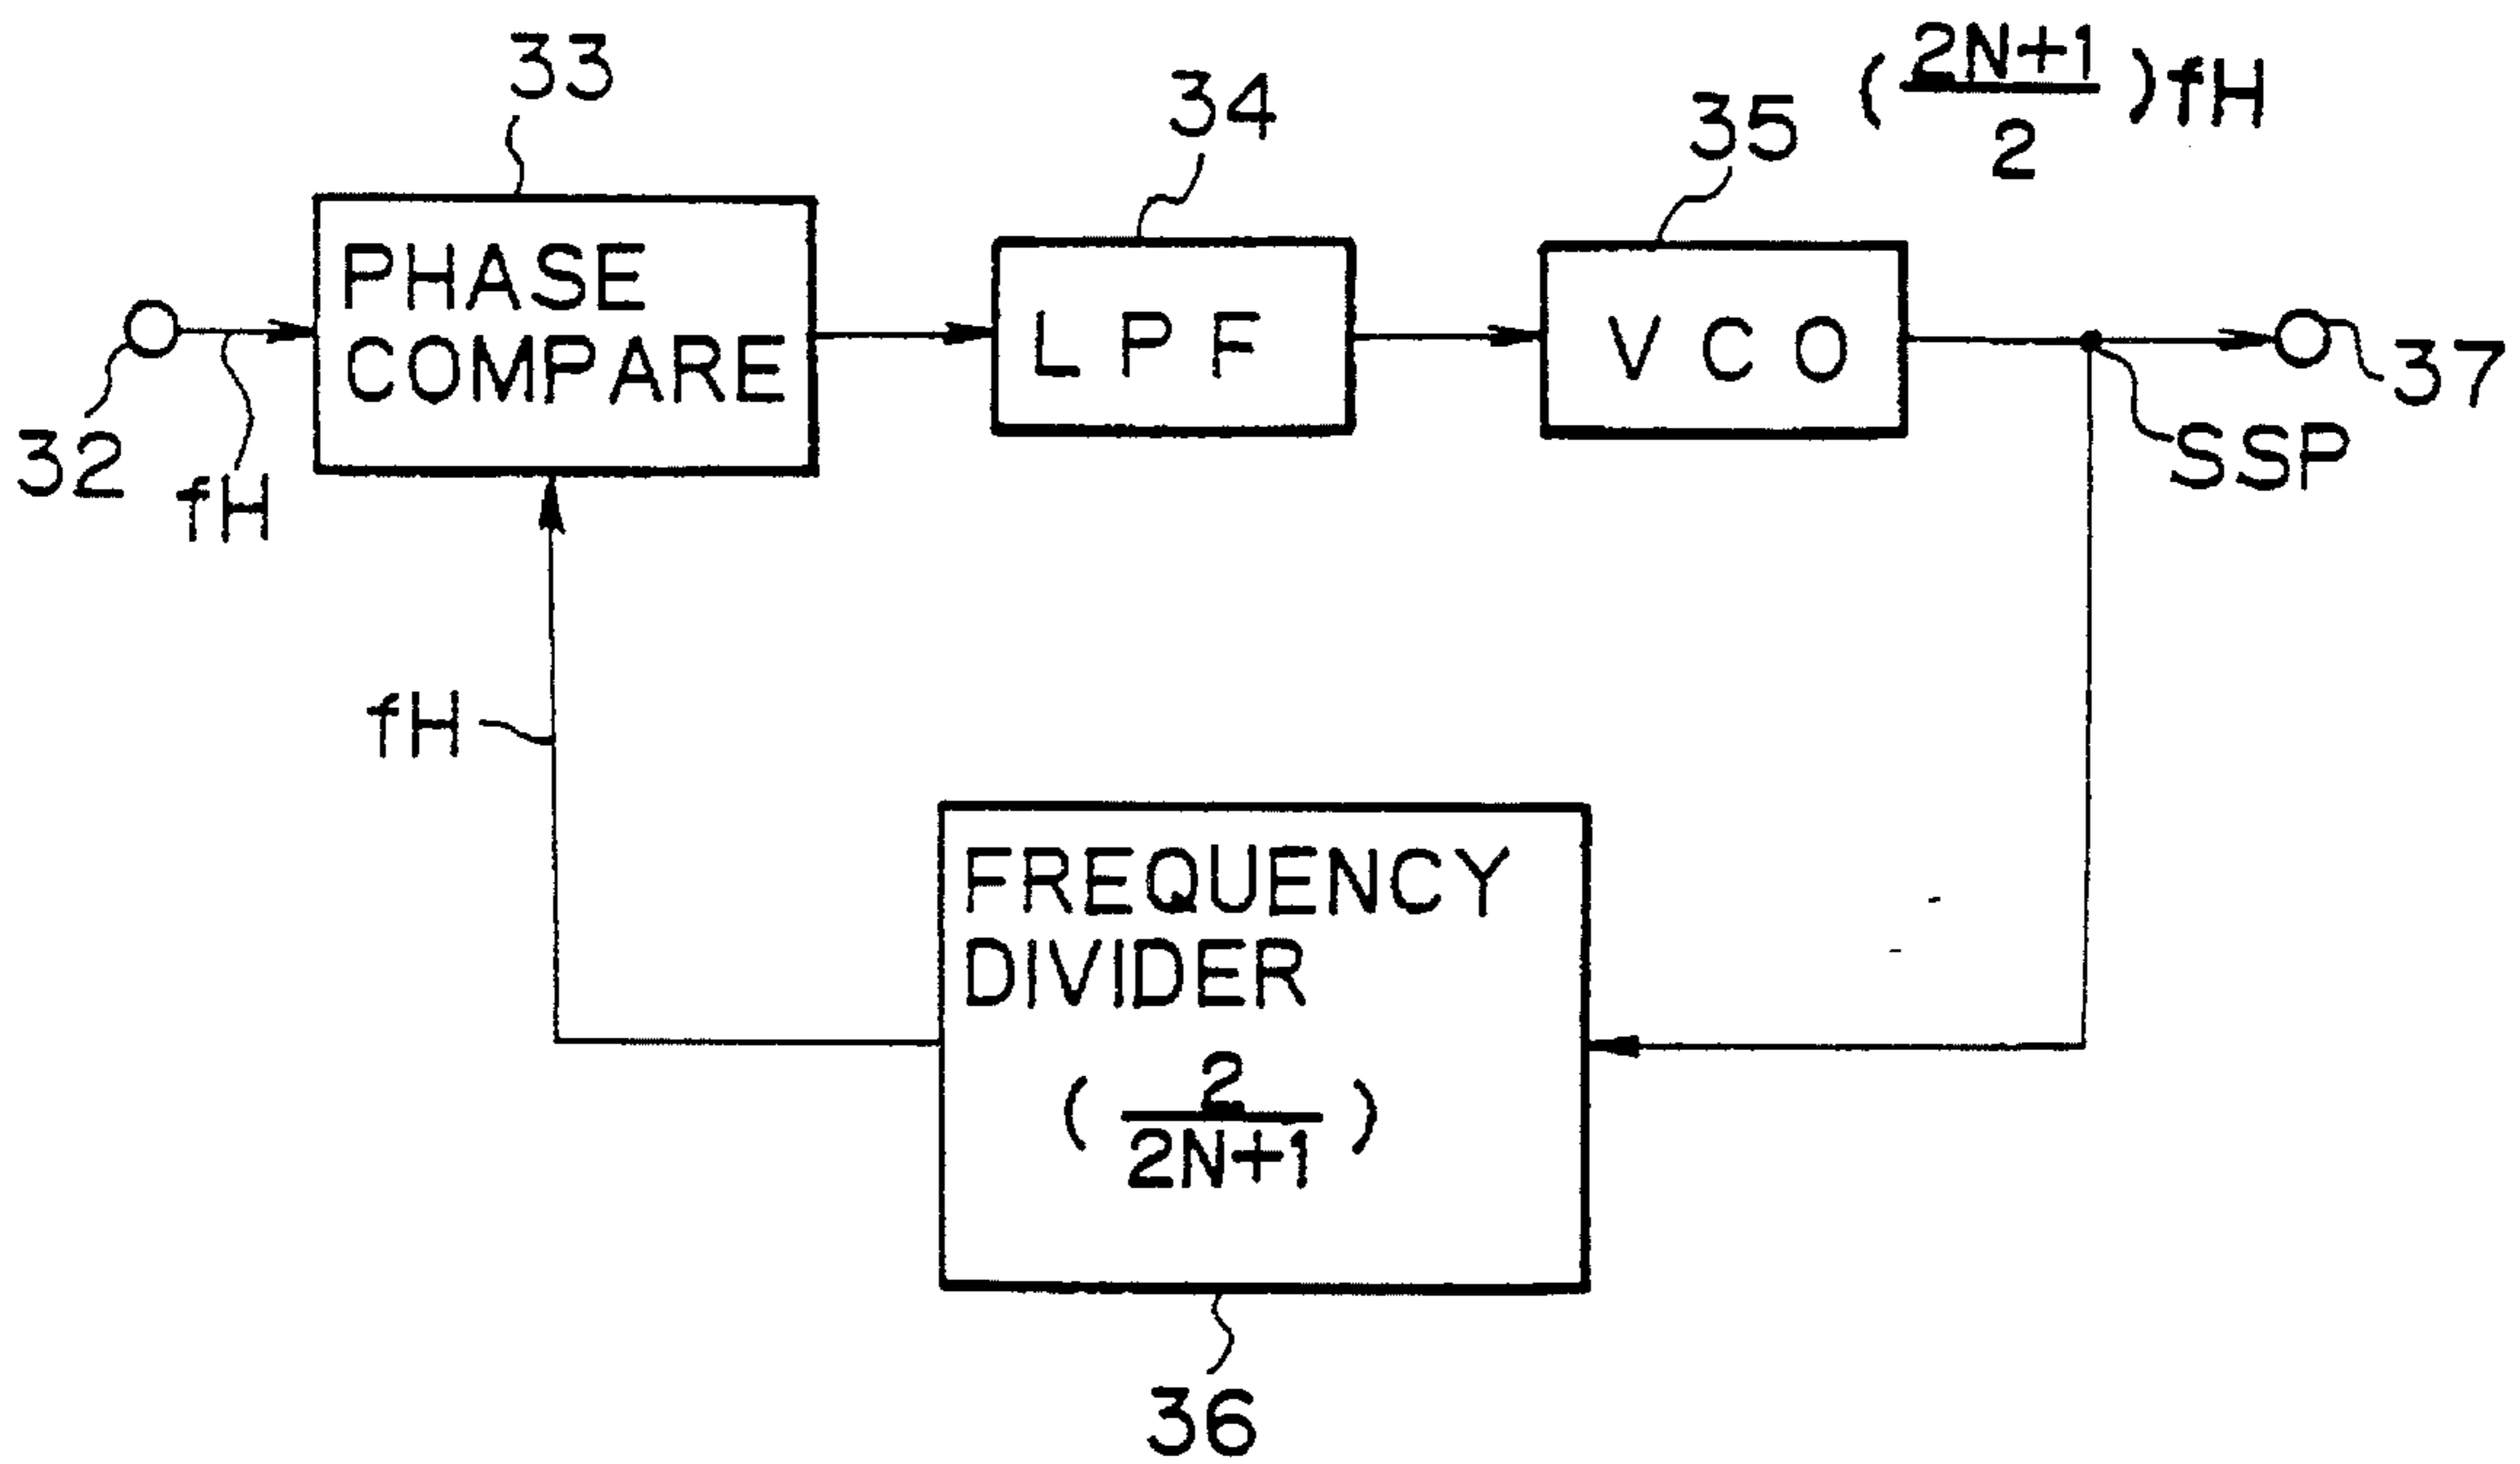 33
34
35
(2N+1/2)fH
PHASE
COMPARE
LPF
VCO
32
fH
37
SSP
fH
FREQUENCY
DIVIDER
(2/2N+1)
36